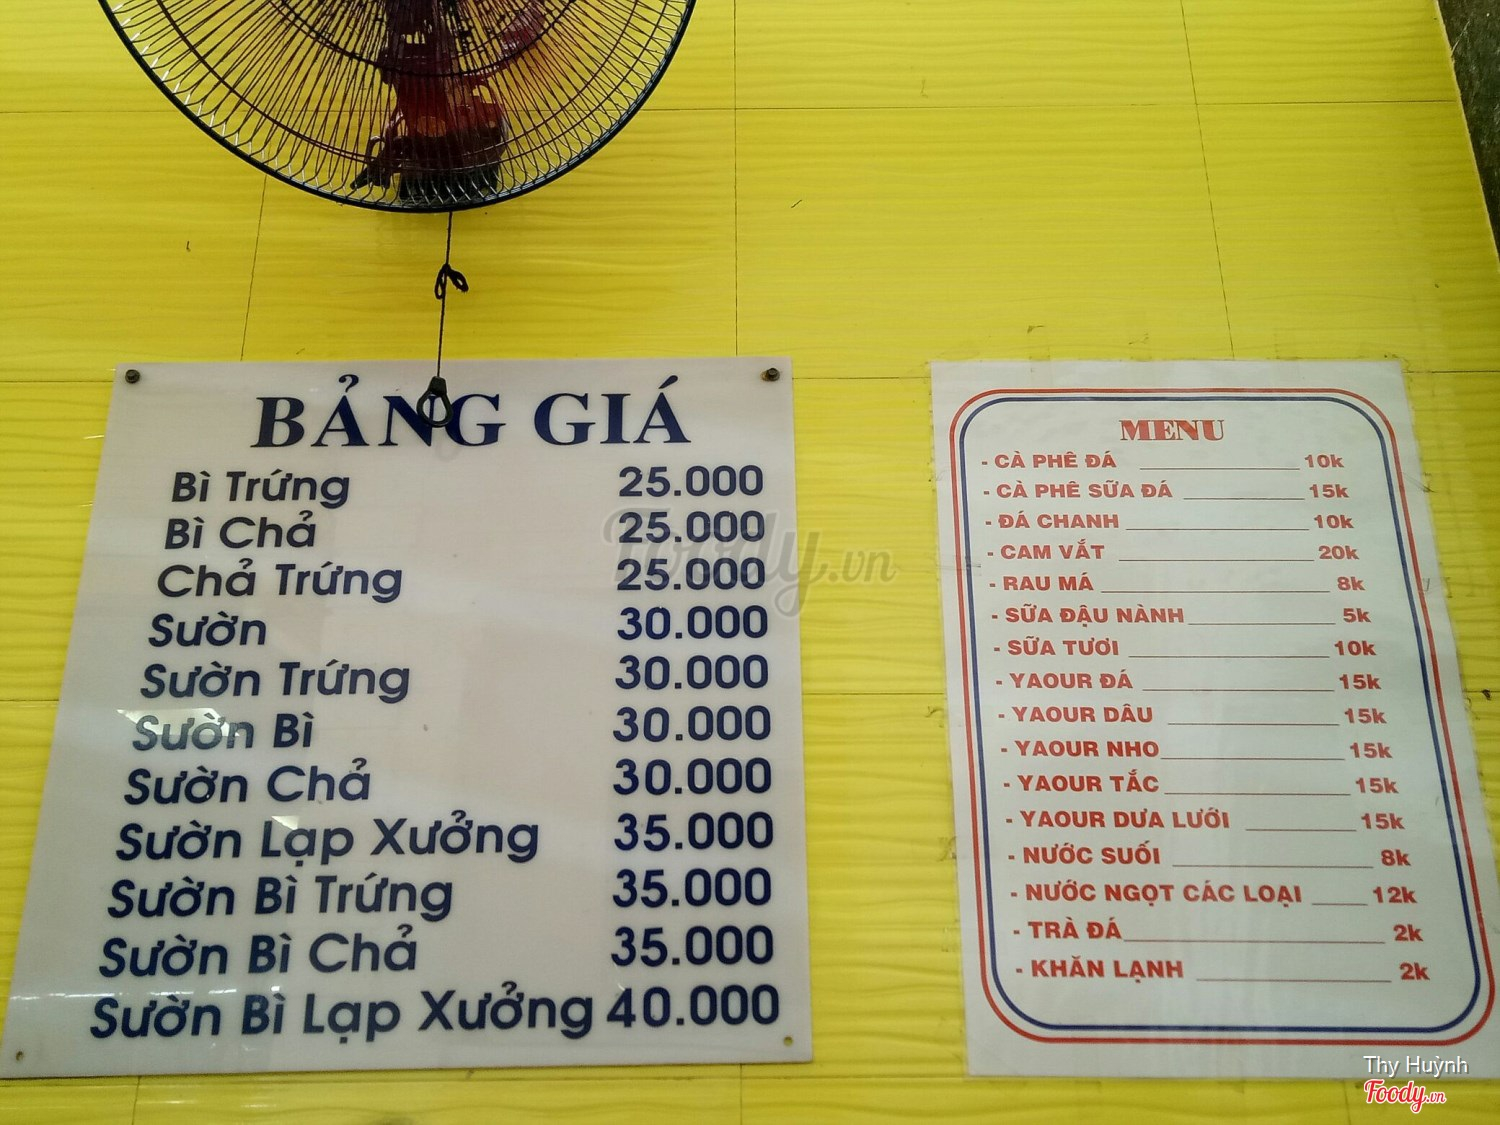 BẢNG GIÁ
Bì Trứng 25.000
Bì Chả 25.000
Chả Trứng 25.000
Sườn 30.000
Sườn Trứng 30.000
Sườn Bì 30.000
Sườn Chả 30.000
Sườn Lạp Xưởng 35.000
Sườn Bì Trứng 35.000
Sườn Bì Chả 35.000
Sườn Bì Lạp Xưởng 40.000
MENU
- CÀ PHÊ ĐÁ 10k
- CÀ PHÊ SỮA ĐÁ 15k
- ĐÁ CHANH 10k
- CAM VẮT 20k
- RAU MÁ 8k
- SỮA ĐẬU NÀNH 5k
- SỮA TƯƠI 10k
- YAOUR ĐÁ 15k
- YAOUR DÂU 15k
- YAOUR NHO 15k
- YAOUR TẮC 15k
- YAOUR DƯA LƯỚI 15k
- NƯỚC SUỐI 8k
- NƯỚC NGỌT CÁC LOẠI 12k
- TRÀ ĐÁ 2k
- KHĂN LẠNH 2k
Foody.vn
Thy Huỳnh
Foody.vn